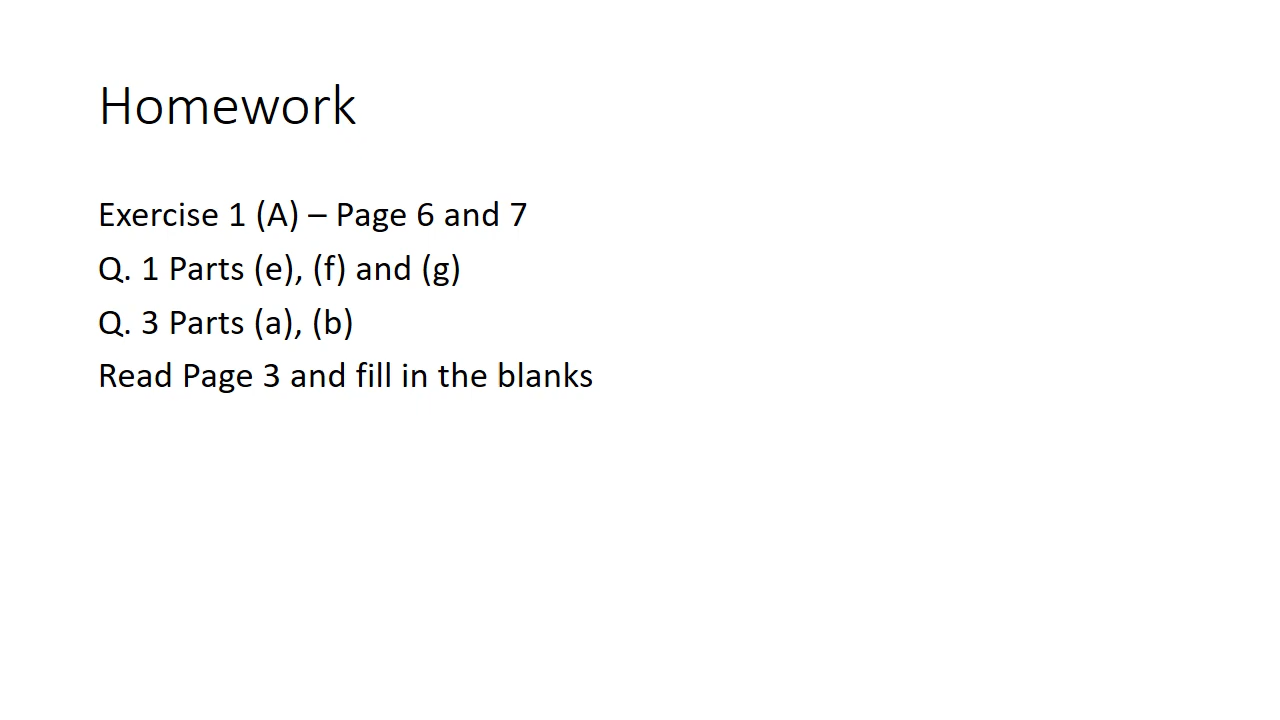 Homework
Exercise 1 (A) – Page 6 and 7
Q. 1 Parts (e), (f) and (g)
Q. 3 Parts (a), (b)
Read Page 3 and fill in the blanks